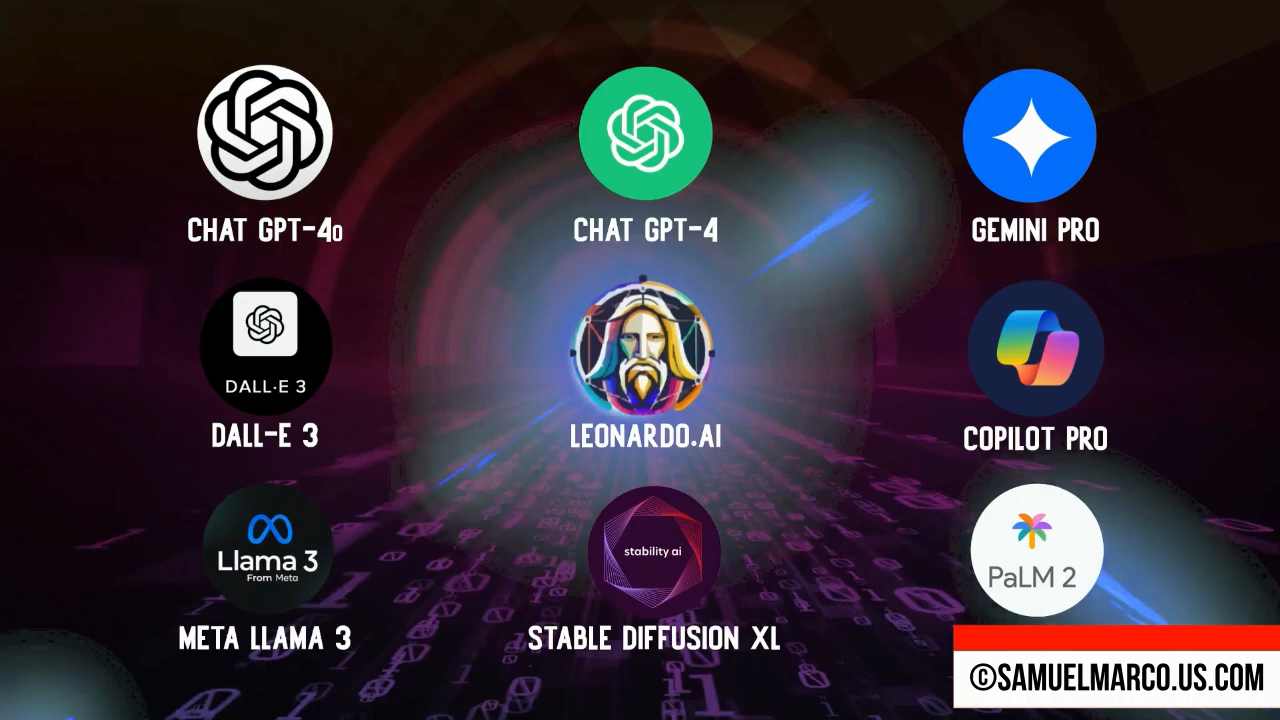 CHAT GPT-4o
CHAT GPT-4
GEMINI PRO
DALL·E 3
DALL-E 3
LEONARDO.AI
COPILOT PRO
Llama 3
From Meta
META LLAMA 3
stability ai
STABLE DIFFUSION XL
PaLM 2
©SAMUELMARCO.US.COM